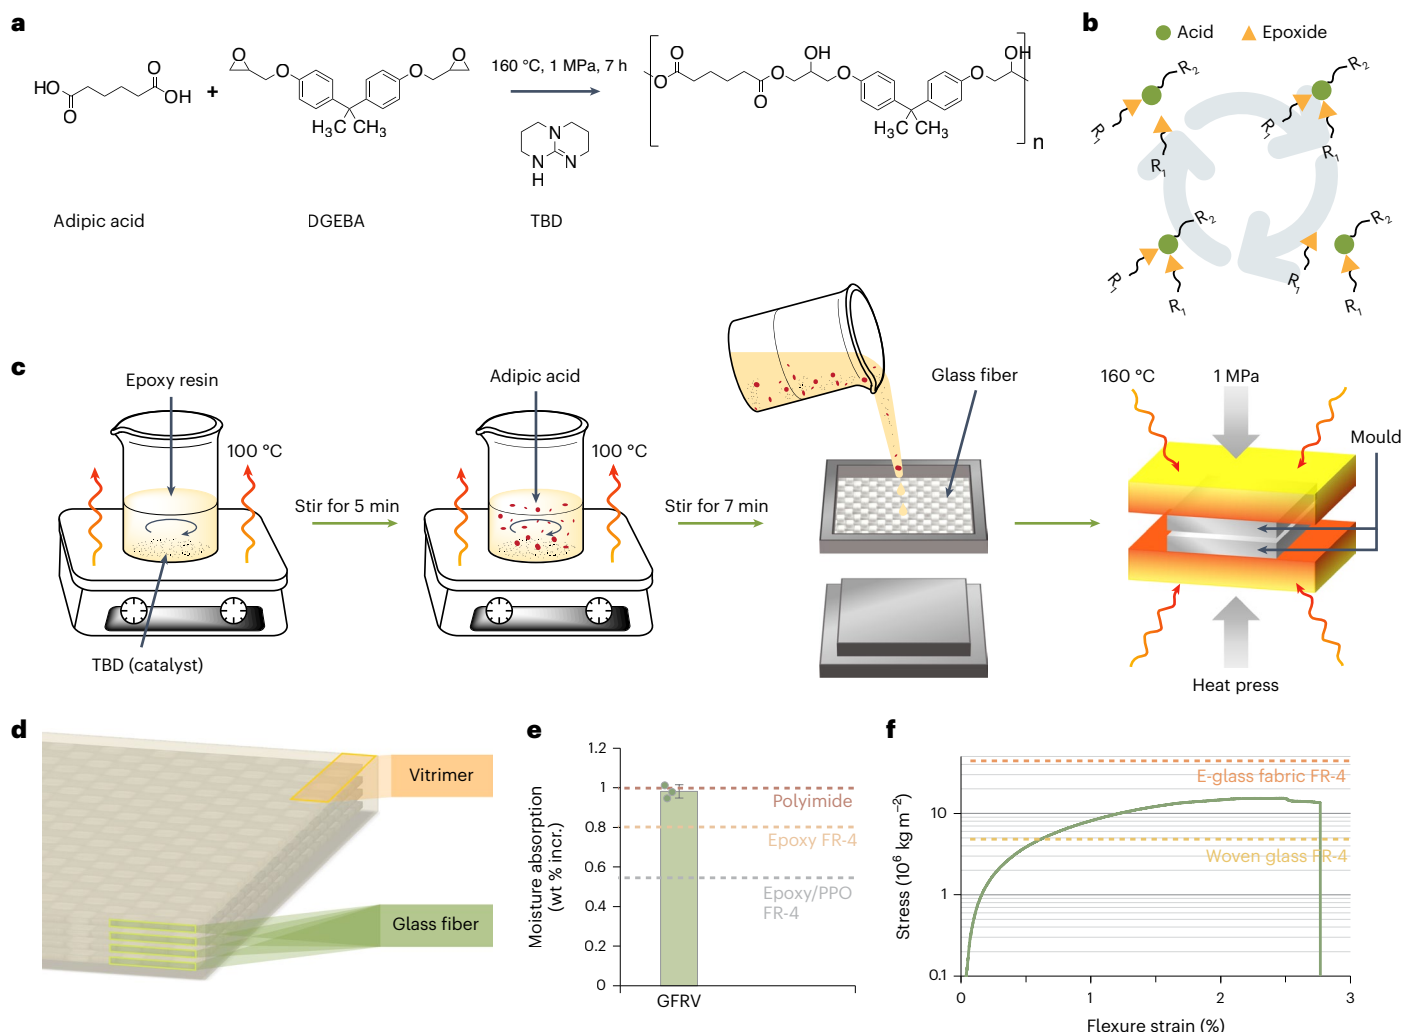 a
HO
O
O
OH
Adipic acid
+
O
O
O
O
H₃C CH₃
DGEBA
160 °C, 1 MPa, 7 h
N
N
N
H
TBD
O
O
O
O
OH
O
H₃C CH₃
O
OH
n
b
Acid
Epoxide
R₂
R₁
R₁
R₂
R₁
R₁
R₂
R₁
R₁
R₂
R₁
R₁
c
Epoxy resin
100 °C
TBD (catalyst)
Stir for 5 min
Adipic acid
100 °C
Stir for 7 min
Glass fiber
160 °C
1 MPa
Mould
Heat press
d
Vitrimer
Glass fiber
e
Moisture absorption
(wt % incr.)
1.2
1
0.8
0.6
0.4
0.2
0
Polyimide
Epoxy FR-4
Epoxy/PPO
FR-4
GFRV
f
Stress (10⁶ kg m⁻²)
10
1
0.1
E-glass fabric FR-4
Woven glass FR-4
0
1
2
3
Flexure strain (%)